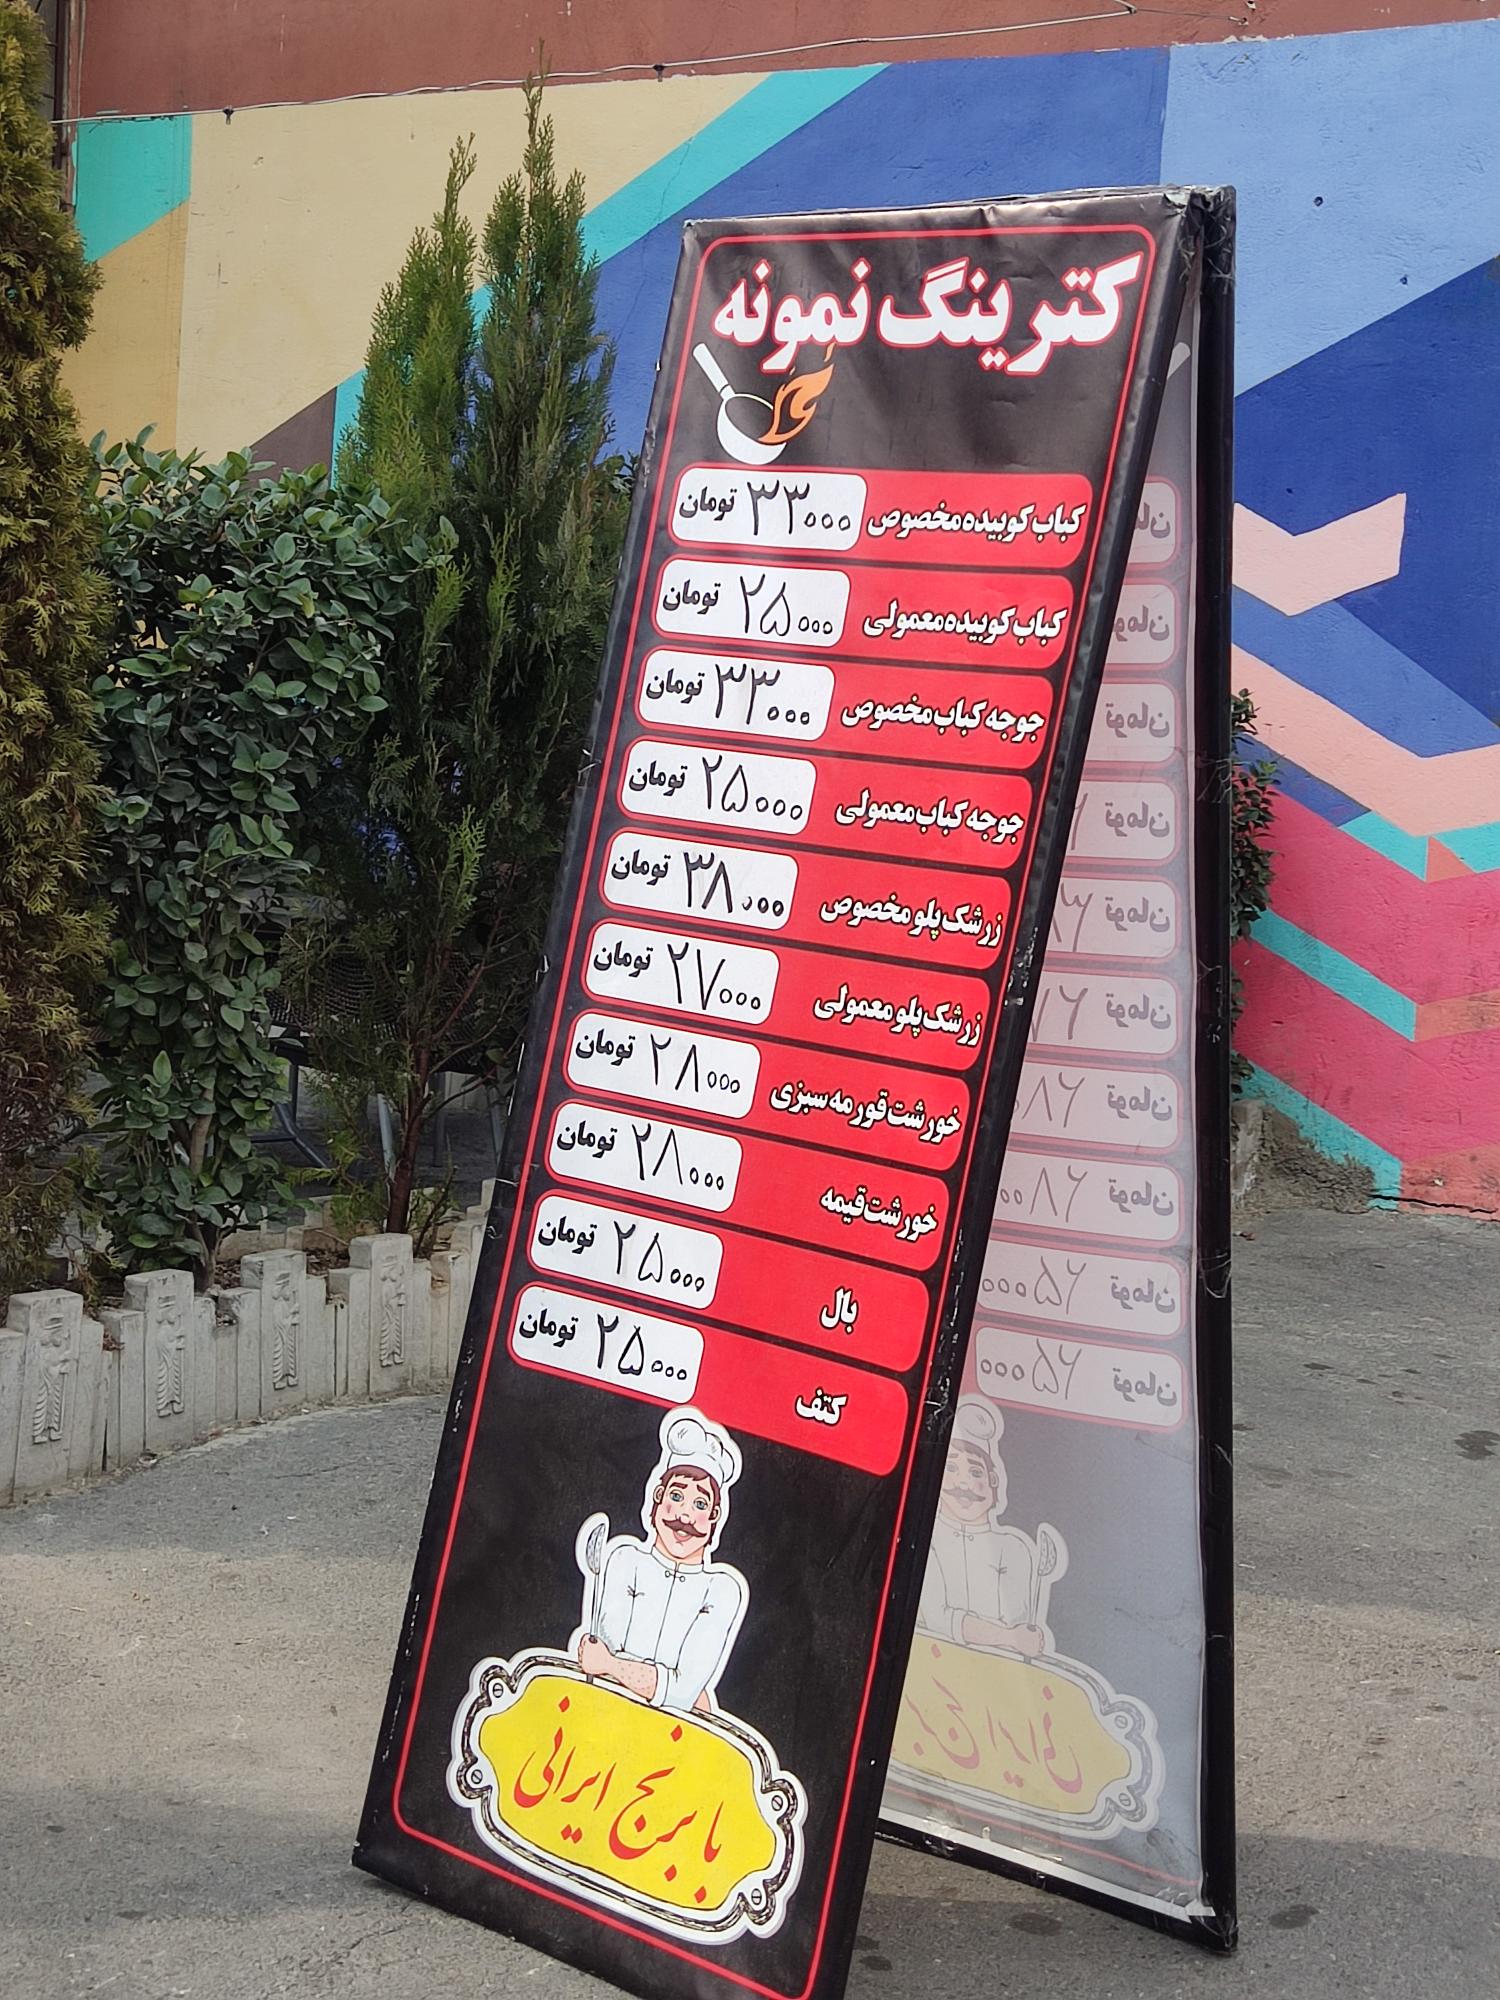 کترینگ نمونه
کباب کوبیده مخصوص ۳۳۰۰۰ تومان
کباب کوبیده معمولی ۲۵۰۰۰ تومان
جوجه کباب مخصوص ۳۳۰۰۰ تومان
جوجه کباب معمولی ۲۵۰۰۰ تومان
زرشک پلو مخصوص ۳۸۰۰۰ تومان
زرشک پلو معمولی ۲۷۰۰۰ تومان
خورشت قورمه سبزی ۲۸۰۰۰ تومان
خورشت قیمه ۲۸۰۰۰ تومان
بال ۲۵۰۰۰ تومان
کتف ۲۵۰۰۰ تومان
با برنج ایرانی